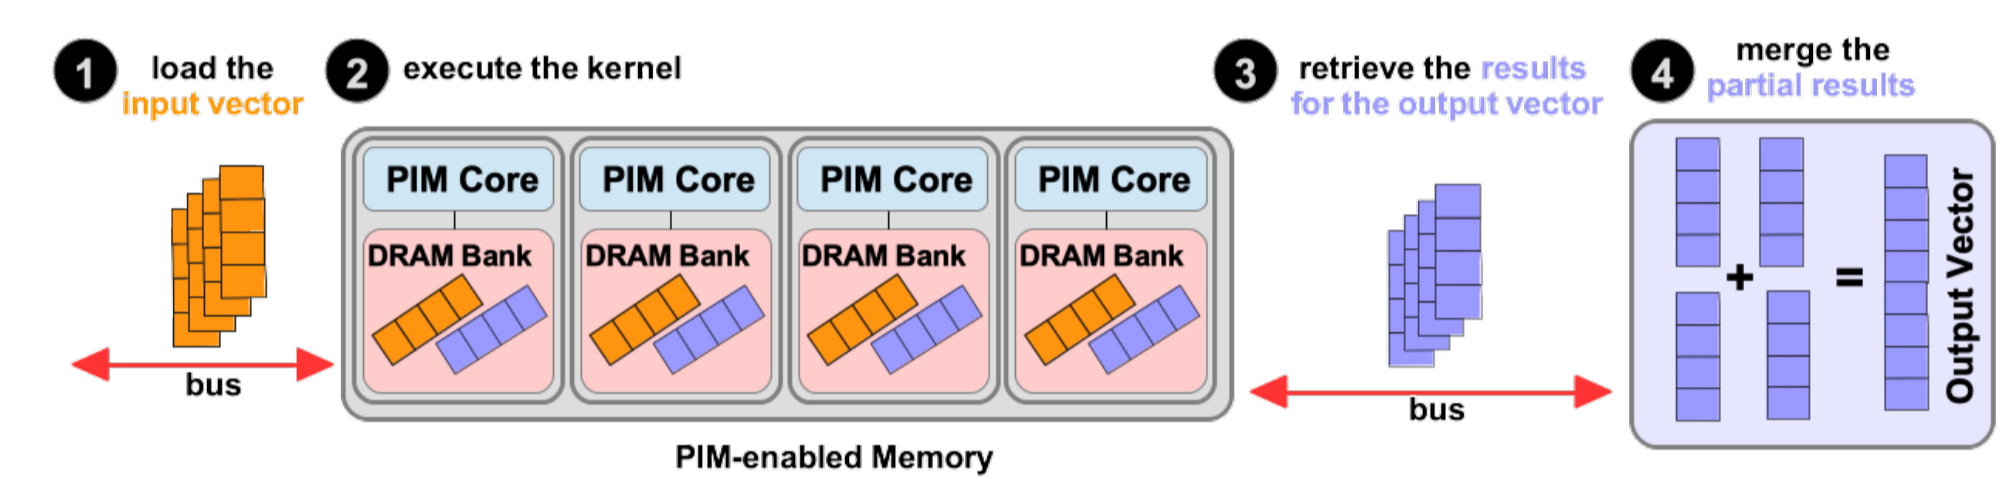 1 load the
input vector
2 execute the kernel
3 retrieve the results
for the output vector
4 merge the
partial results
PIM Core
PIM Core
PIM Core
PIM Core
DRAM Bank
DRAM Bank
DRAM Bank
DRAM Bank
bus
PIM-enabled Memory
bus
+
=
Output Vector